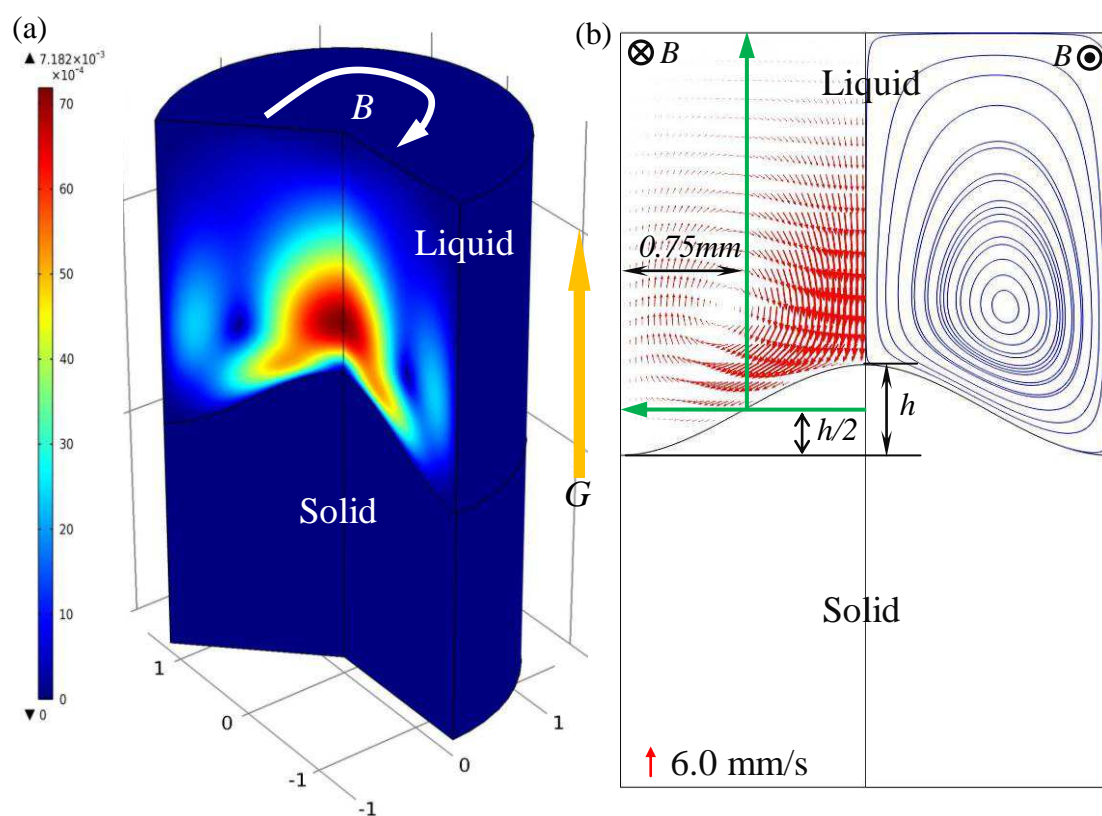 (a)
▲ 7.182×10⁻³
×10⁻⁴
70
60
50
40
30
20
10
0
▼ 0
B
Liquid
Solid
G
1
0
-1
-1
0
1
(b)
⊗ B
B ⊙
Liquid
0.75mm
h
h/2
Solid
6.0 mm/s